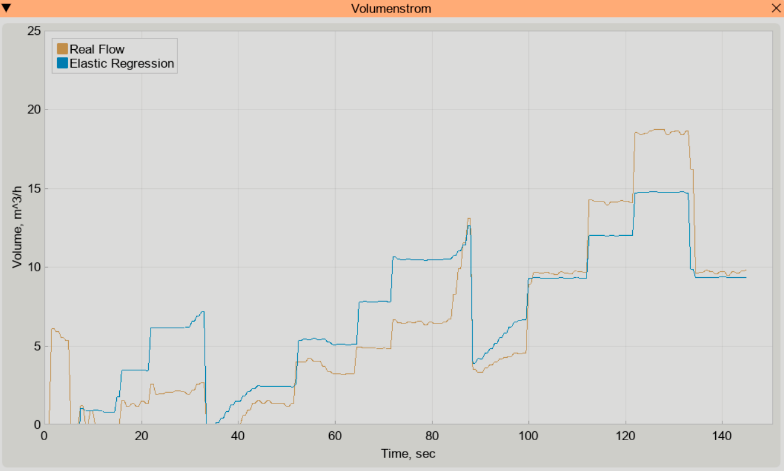 Volumenstrom
25
Real Flow
Elastic Regression
20
15
10
5
0
Volume, m^3/h
0 20 40 60 80 100 120 140
Time, sec